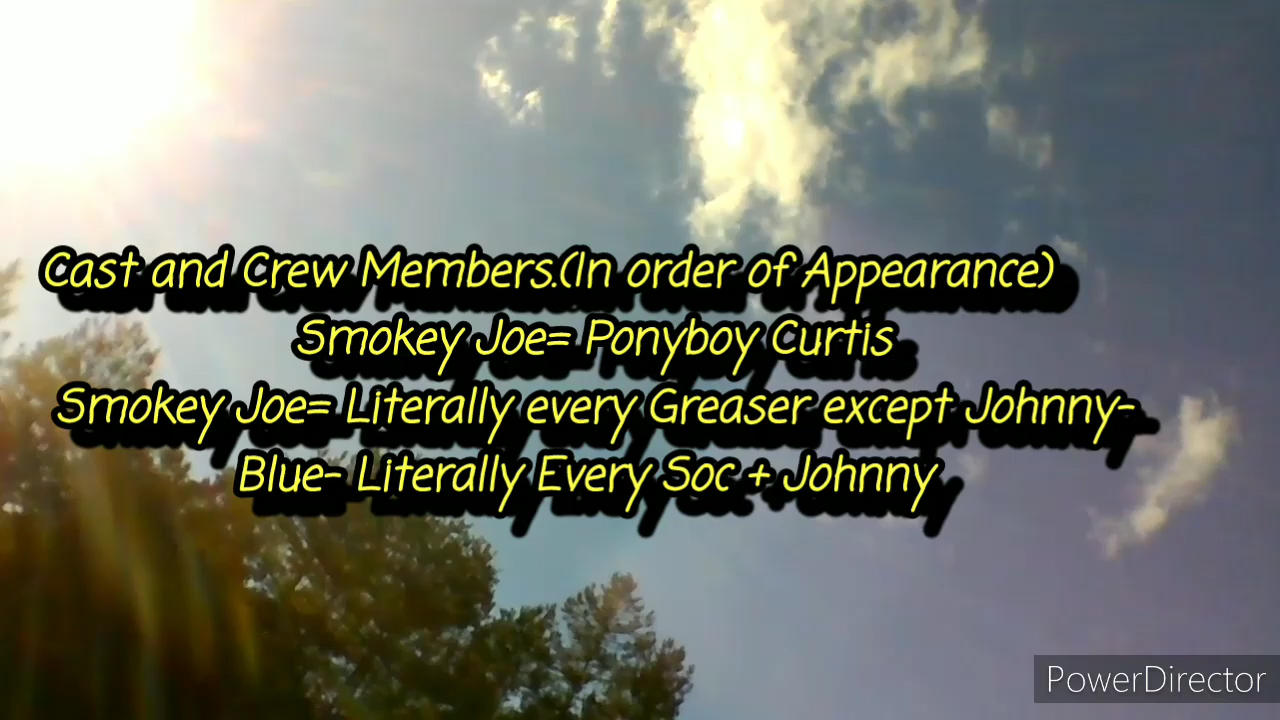 Cast and Crew Members.(In order of Appearance)
Smokey Joe= Ponyboy Curtis
Smokey Joe= Literally every Greaser except Johnny-
Blue- Literally Every Soc + Johnny
PowerDirector